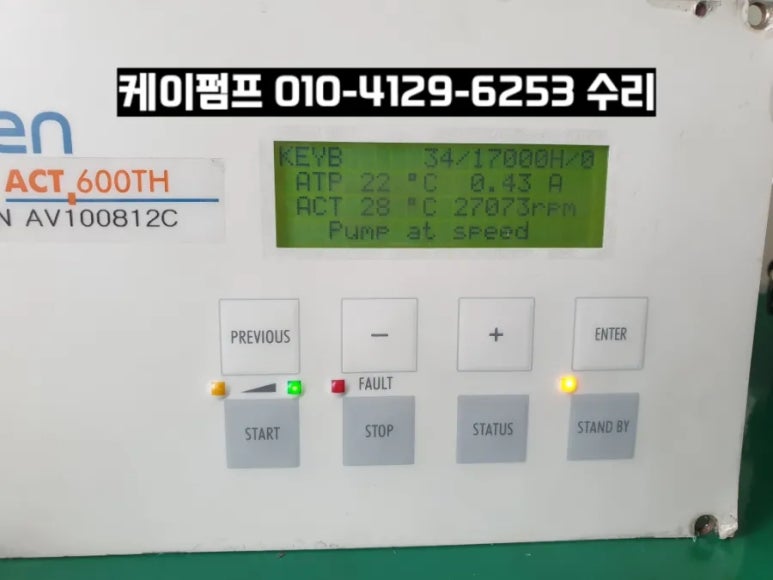 케이펌프 010-4129-6253 수리
en
ACT 600TH
N AV100812C
KEYB 34/17000H/0
ATP 22 °C 0.43 A
ACT 28 °C 27073rpm
Pump at speed
PREVIOUS
−
+
ENTER
FAULT
START
STOP
STATUS
STAND BY